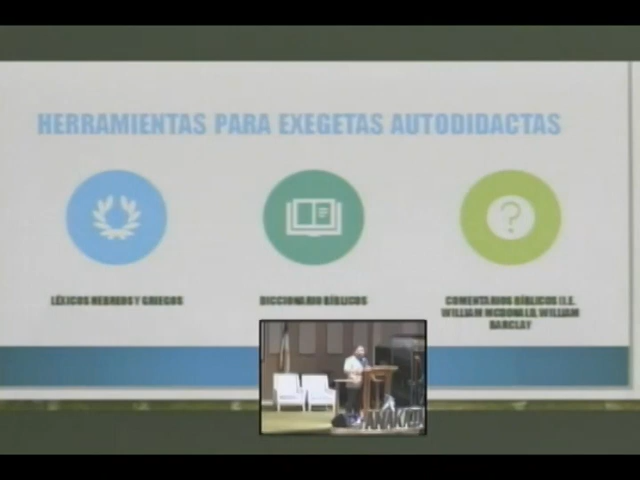 HERRAMIENTAS PARA EXEGETAS AUTODIDACTAS
LÉXICOS HEBREOS Y GRIEGOS
DICCIONARIO BÍBLICOS
COMENTARIOS BÍBLICOS (I.E.
WILLIAM MCDONALD, WILLIAM
BARCLAY